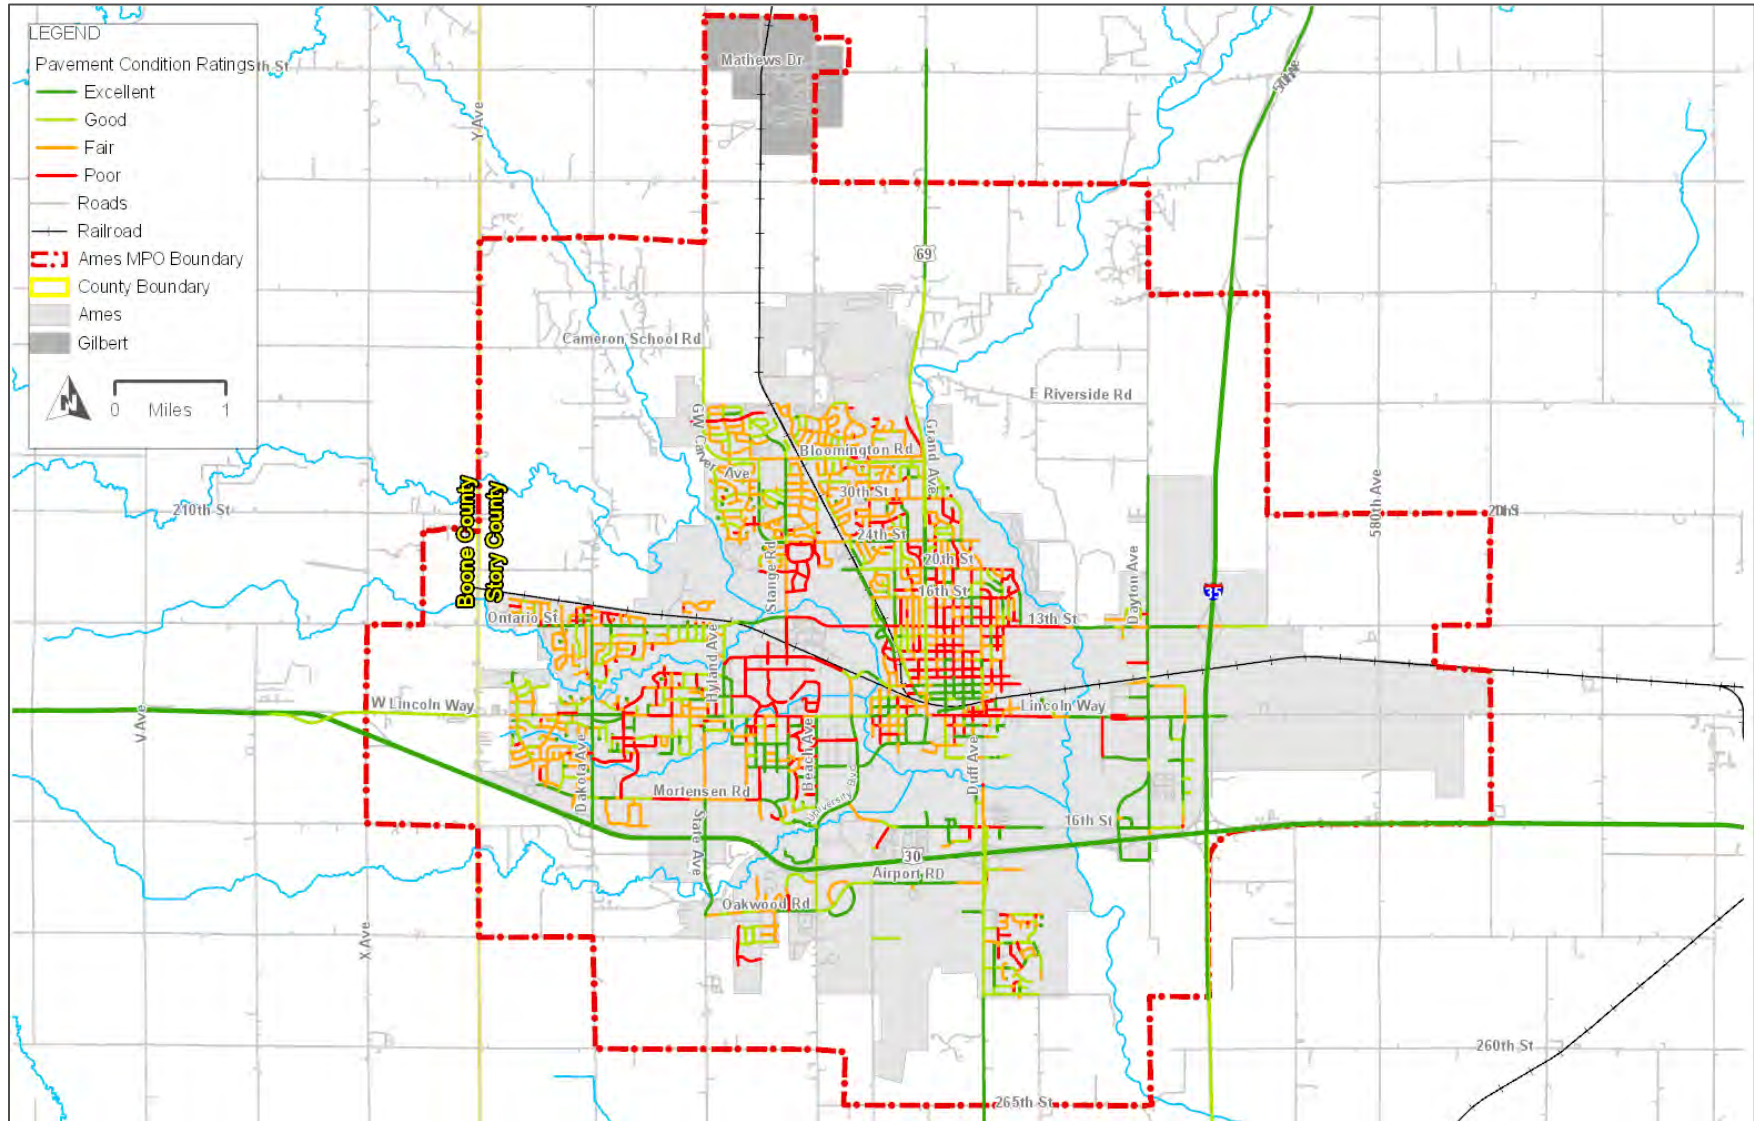 LEGEND
Pavement Condition Ratings
Excellent
Good
Fair
Poor
Roads
Railroad
Ames MPO Boundary
County Boundary
Ames
Gilbert
N
0 Miles 1
Mathews Dr
Y Ave
69
Cameron School Rd
E Riverside Rd
GW Carver Ave
Grand Ave
Bloomington Rd
30th St
580th Ave
210th St
Boone County
Story County
24th St
20th St
Dayton Ave
Stange Rd
16th St
35
Ontario St
13th St
Hyland Ave
W Lincoln Way
Lincoln Way
V Ave
Dakota Ave
Beach Ave
Duff Ave
Mortensen Rd
University Blvd
State Ave
16th St
30
Airport RD
Oakwood Rd
X Ave
260th St
265th St